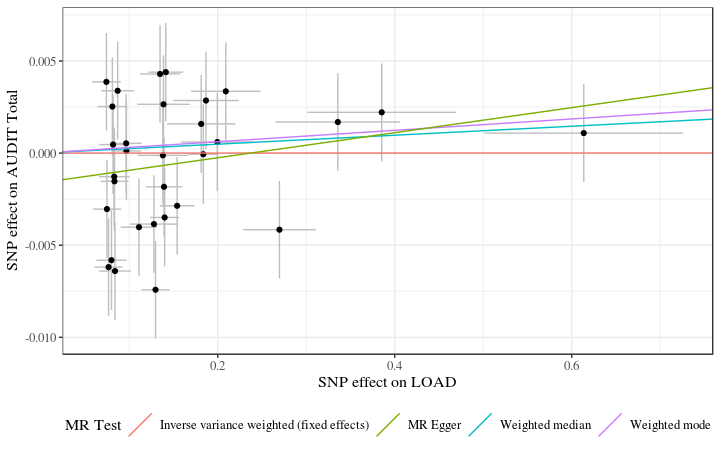 SNP effect on AUDIT Total
0.005
0.000
-0.005
-0.010
0.2 0.4 0.6
SNP effect on LOAD
MR Test Inverse variance weighted (fixed effects) MR Egger Weighted median Weighted mode